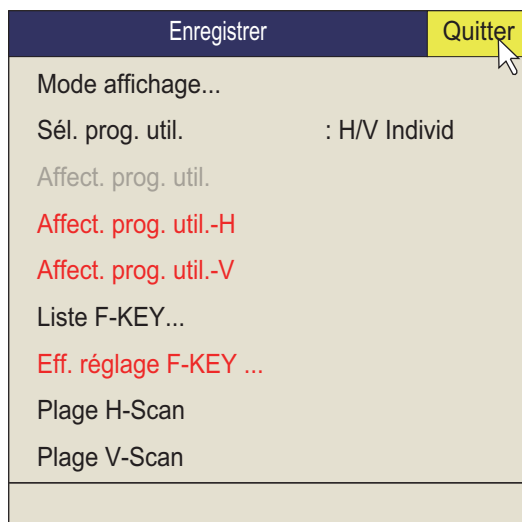 Enregistrer Quitter
Mode affichage...
Sél. prog. util. : H/V Individ
Affect. prog. util.
Affect. prog. util.-H
Affect. prog. util.-V
Liste F-KEY...
Eff. réglage F-KEY ...
Plage H-Scan
Plage V-Scan